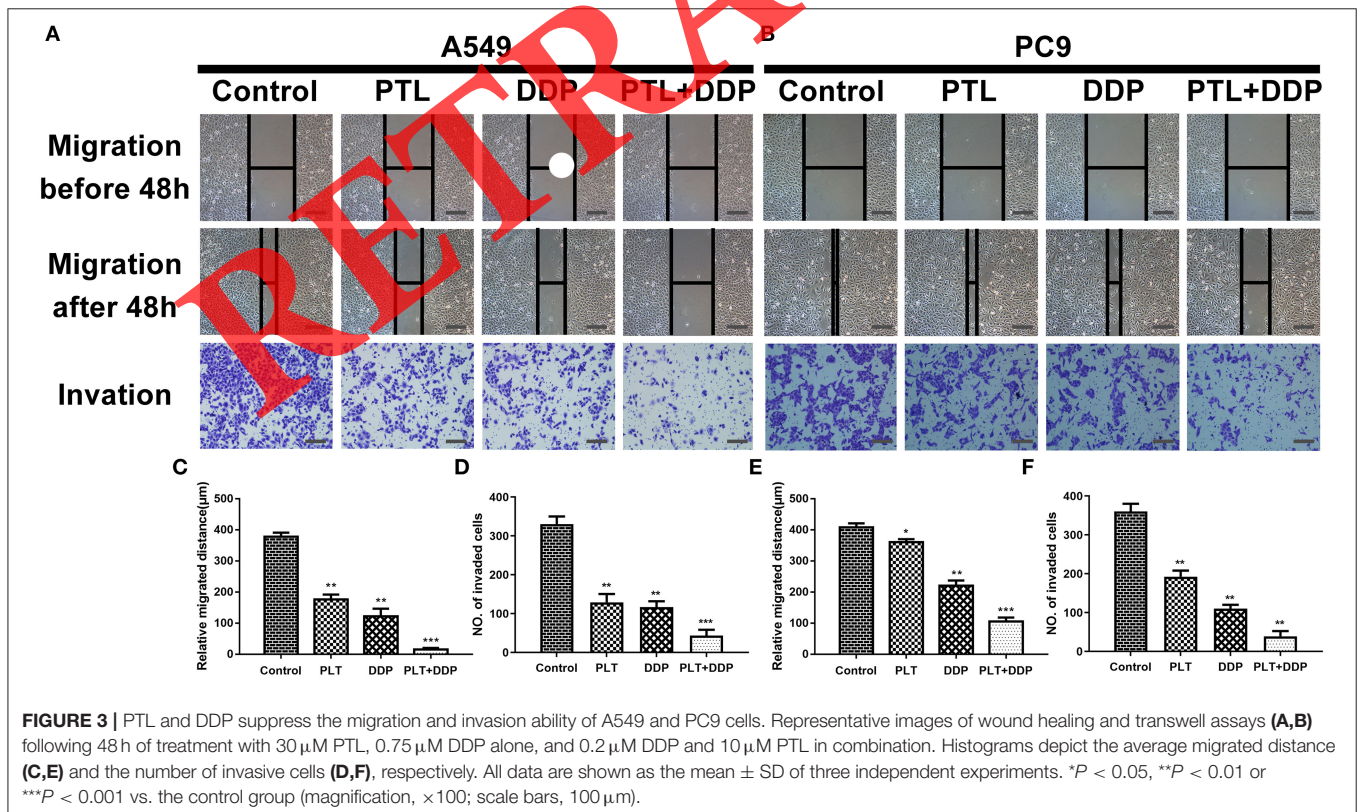 A
A549
B
PC9
Control PTL DDP PTL+DDP
Control PTL DDP PTL+DDP
Migration
before 48h
Migration
after 48h
Invation
RETRA
C
Relative migrated distance(μm)
500
400
300
200
100
0
** ** ***
Control PLT DDP PLT+DDP
D
NO. of invaded cells
400
300
200
100
0
** ** ***
Control PLT DDP PLT+DDP
E
Relative migrated distance(μm)
500
400
300
200
100
0
* ** ***
Control PLT DDP PLT+DDP
F
NO. of invaded cells
400
300
200
100
0
** ** **
Control PLT DDP PLT+DDP
FIGURE 3 | PTL and DDP suppress the migration and invasion ability of A549 and PC9 cells. Representative images of wound healing and transwell assays (A,B)
following 48 h of treatment with 30 μM PTL, 0.75 μM DDP alone, and 0.2 μM DDP and 10 μM PTL in combination. Histograms depict the average migrated distance
(C,E) and the number of invasive cells (D,F), respectively. All data are shown as the mean ± SD of three independent experiments. *P < 0.05, **P < 0.01 or
***P < 0.001 vs. the control group (magnification, ×100; scale bars, 100 μm).